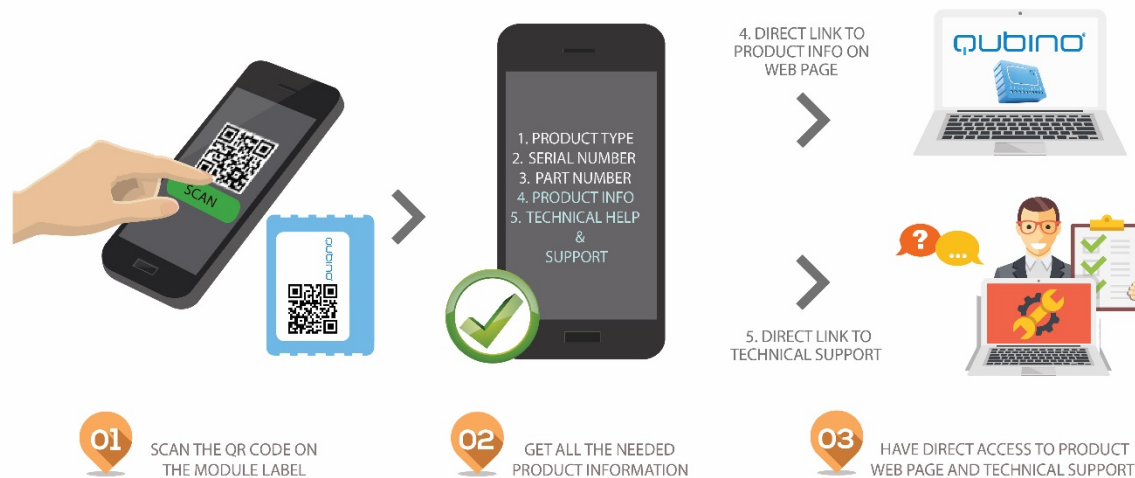 SCAN
QUBINO
1. PRODUCT TYPE
2. SERIAL NUMBER
3. PART NUMBER
4. PRODUCT INFO
5. TECHNICAL HELP
&
SUPPORT
4. DIRECT LINK TO
PRODUCT INFO ON
WEB PAGE
QUBINO
?
...
5. DIRECT LINK TO
TECHNICAL SUPPORT
01
SCAN THE QR CODE ON
THE MODULE LABEL
02
GET ALL THE NEEDED
PRODUCT INFORMATION
03
HAVE DIRECT ACCESS TO PRODUCT
WEB PAGE AND TECHNICAL SUPPORT